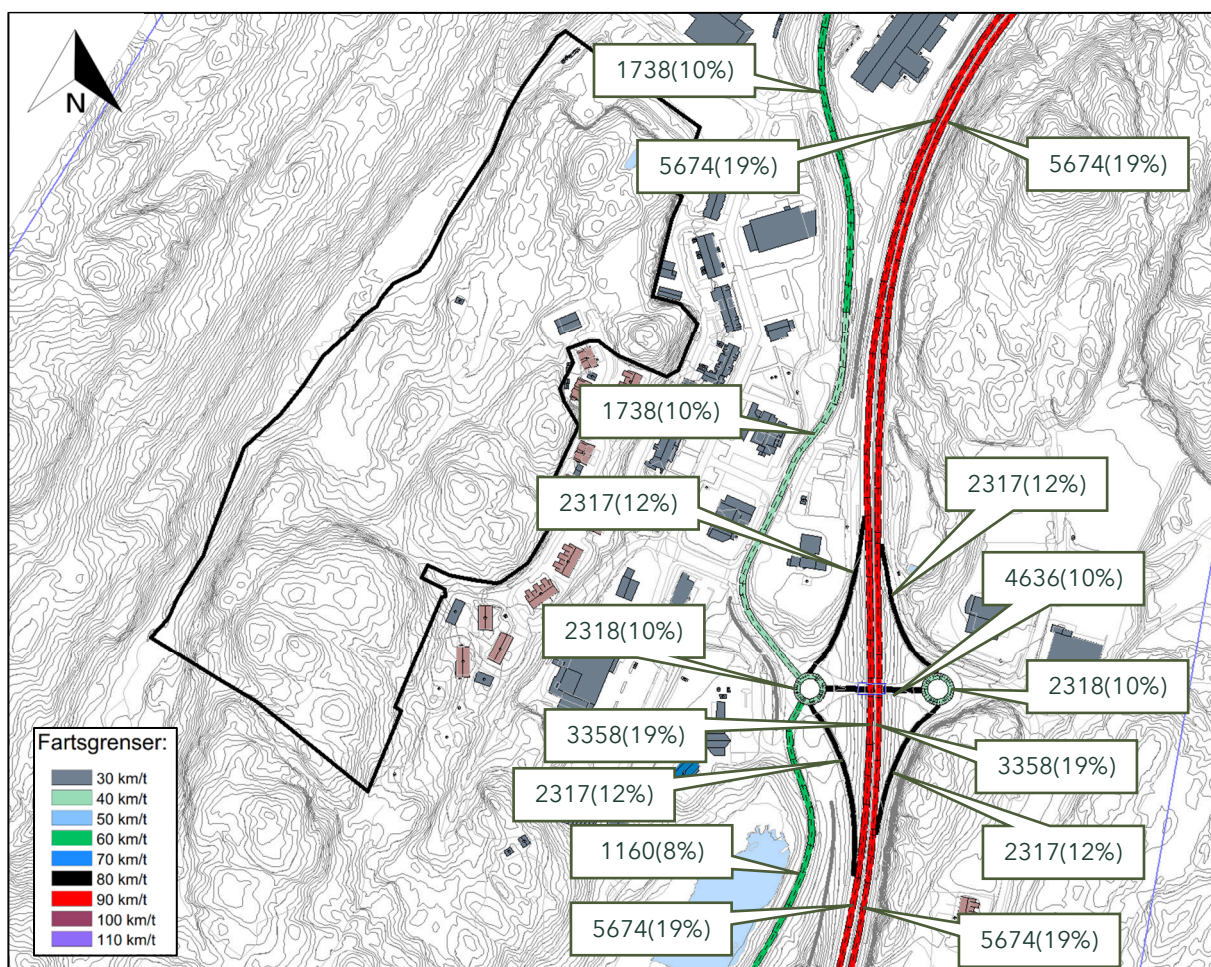 1738(10%)
N
5674(19%)
5674(19%)
1738(10%)
2317(12%)
2317(12%)
4636(10%)
2318(10%)
2318(10%)
3358(19%)
3358(19%)
2317(12%)
1160(8%)
2317(12%)
5674(19%)
5674(19%)
Fartsgrenser:
30 km/t
40 km/t
50 km/t
60 km/t
70 km/t
80 km/t
90 km/t
100 km/t
110 km/t